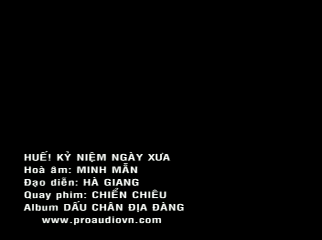 HUẾ! KỶ NIỆM NGÀY XƯA
Hoà âm: MINH MẪN
Đạo diễn: HÀ GIANG
Quay phim: CHIẾN CHIÊU
Album DẤU CHÂN ĐỊA ĐÀNG
www.proaudiovn.com